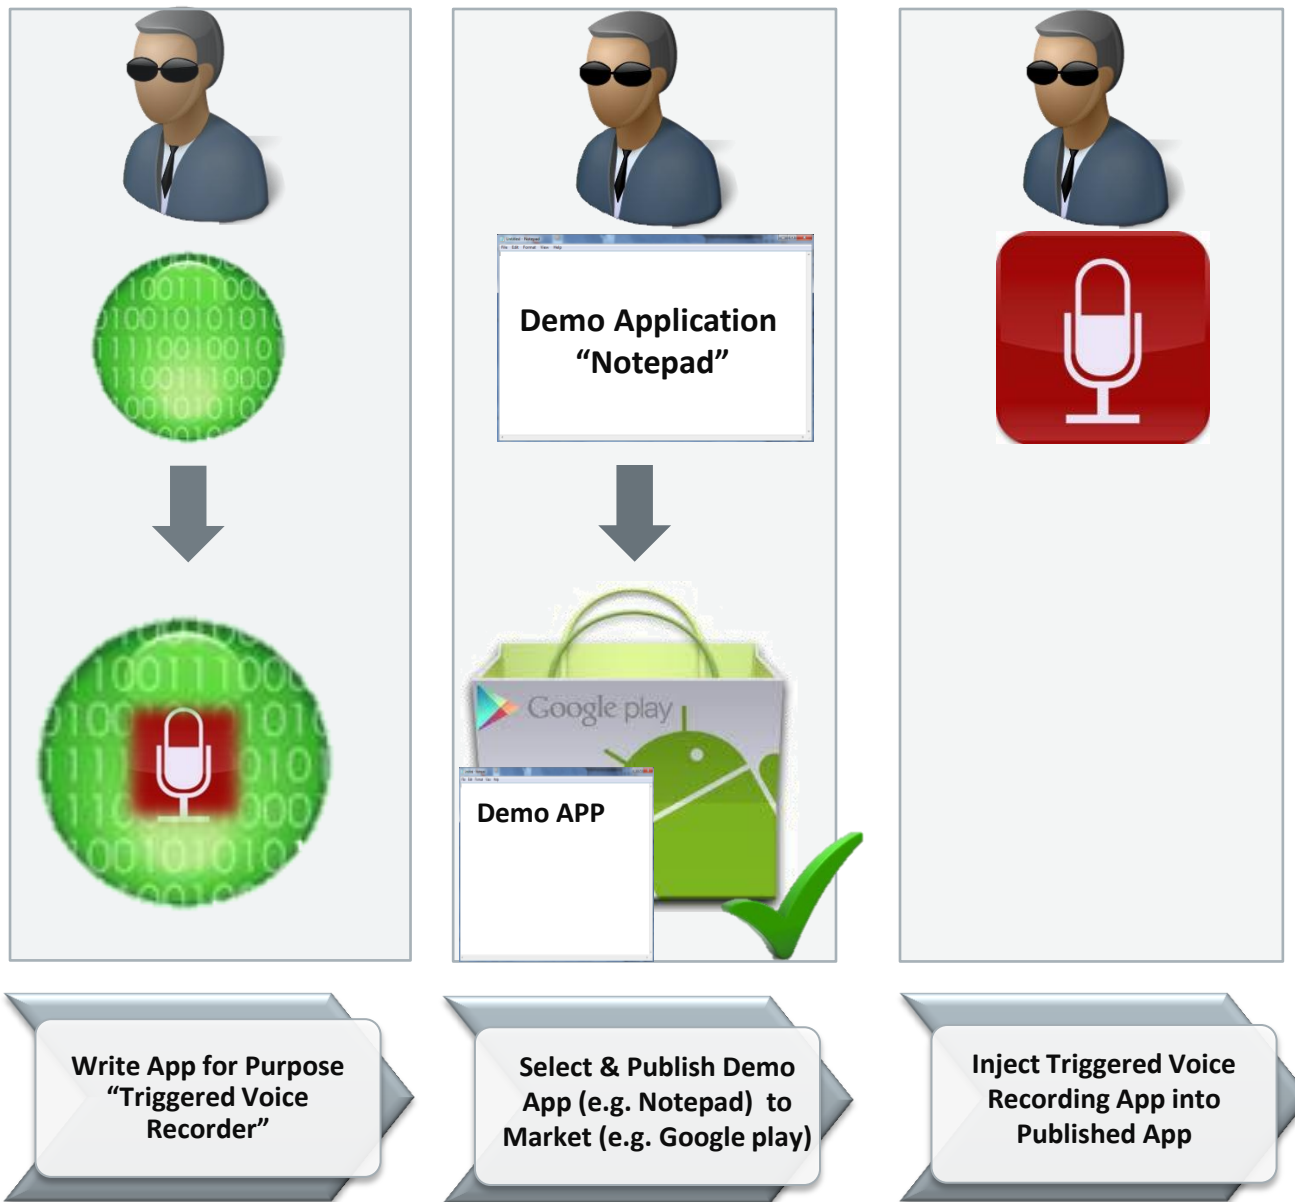 Demo Application
“Notepad”
Google play
Demo APP
Write App for Purpose
“Triggered Voice
Recorder”
Select & Publish Demo
App (e.g. Notepad) to
Market (e.g. Google play)
Inject Triggered Voice
Recording App into
Published App